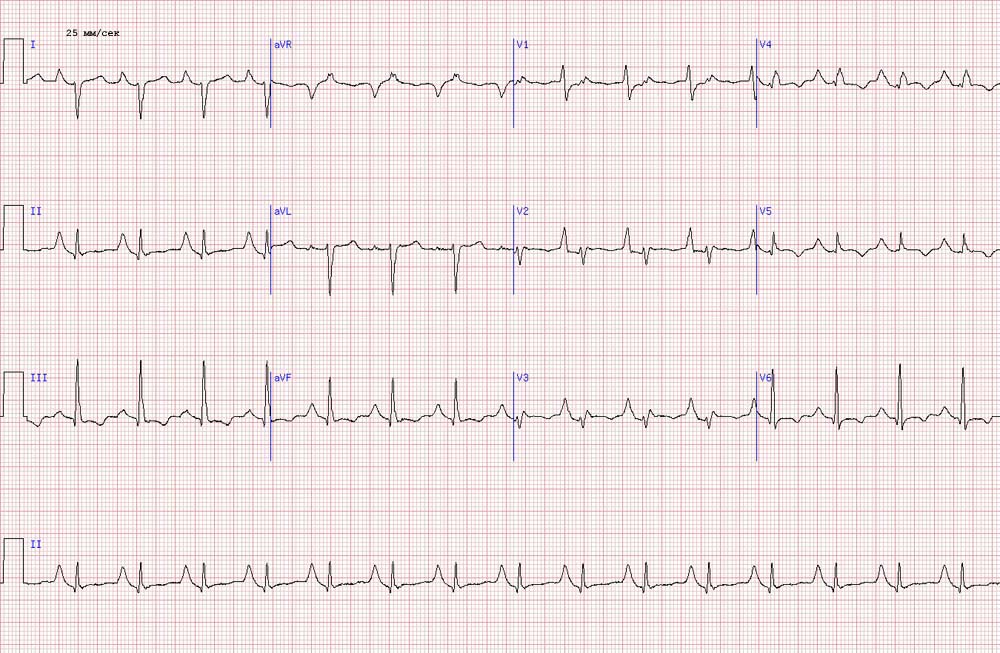 25 мм/сек
I aVR V1 V4
II aVL V2 V5
III aVF V3 V6
II